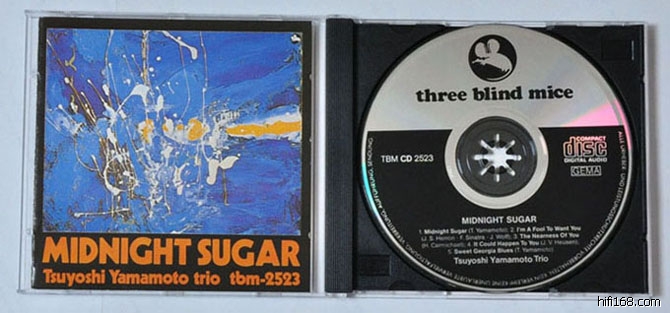 MIDNIGHT SUGAR
Tsuyoshi Yamamoto trio tbm-2523
three blind mice
TBM CD 2523
COMPACT
disc
DIGITAL AUDIO
GEMA
MIDNIGHT SUGAR
1. Midnight Sugar (T. Yamamoto) 2. I'm A Fool To Want You
(J. S. Herron - F. Sinatra - J. Wolf) 3. The Nearness Of You
(H. Carmichael) 4. It Could Happen To You (J. V. Heusen)
5. Sweet Georgia Blues (T. Yamamoto)
Tsuyoshi Yamamoto Trio
hifi168.com